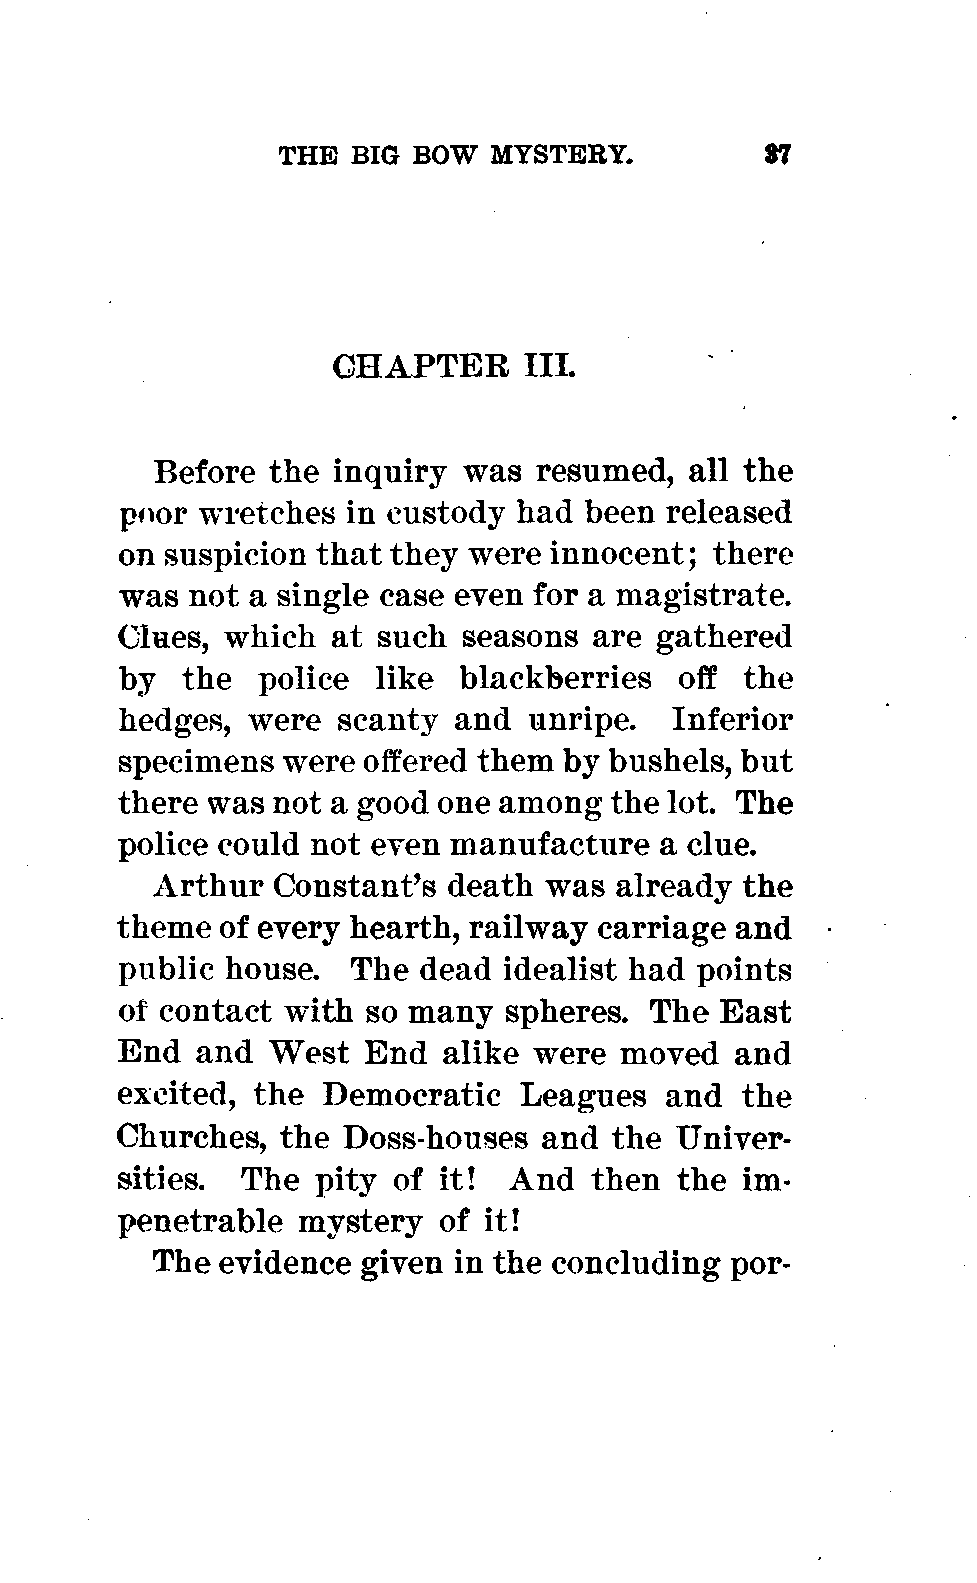 THE BIG BOW MYSTERY. 37
CHAPTER III.
Before the inquiry was resumed, all the
poor wretches in custody had been released
on suspicion that they were innocent; there
was not a single case even for a magistrate.
Clues, which at such seasons are gathered
by the police like blackberries off the
hedges, were scanty and unripe. Inferior
specimens were offered them by bushels, but
there was not a good one among the lot. The
police could not even manufacture a clue.
Arthur Constant's death was already the
theme of every hearth, railway carriage and
public house. The dead idealist had points
of contact with so many spheres. The East
End and West End alike were moved and
excited, the Democratic Leagues and the
Churches, the Doss-houses and the Univer-
sities. The pity of it! And then the im-
penetrable mystery of it!
The evidence given in the concluding por-